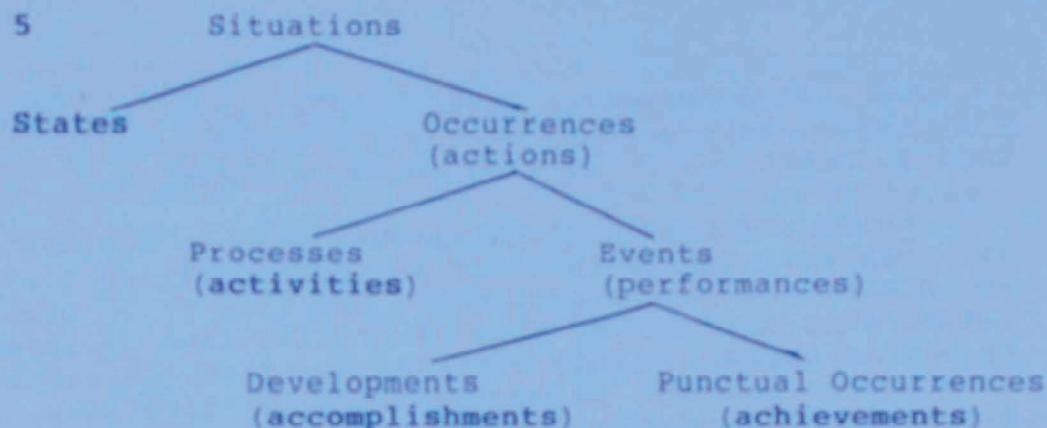 5 Situations
States Occurrences
(actions)
Processes Events
(activities) (performances)
Developments Punctual Occurrences
(accomplishments) (achievements)